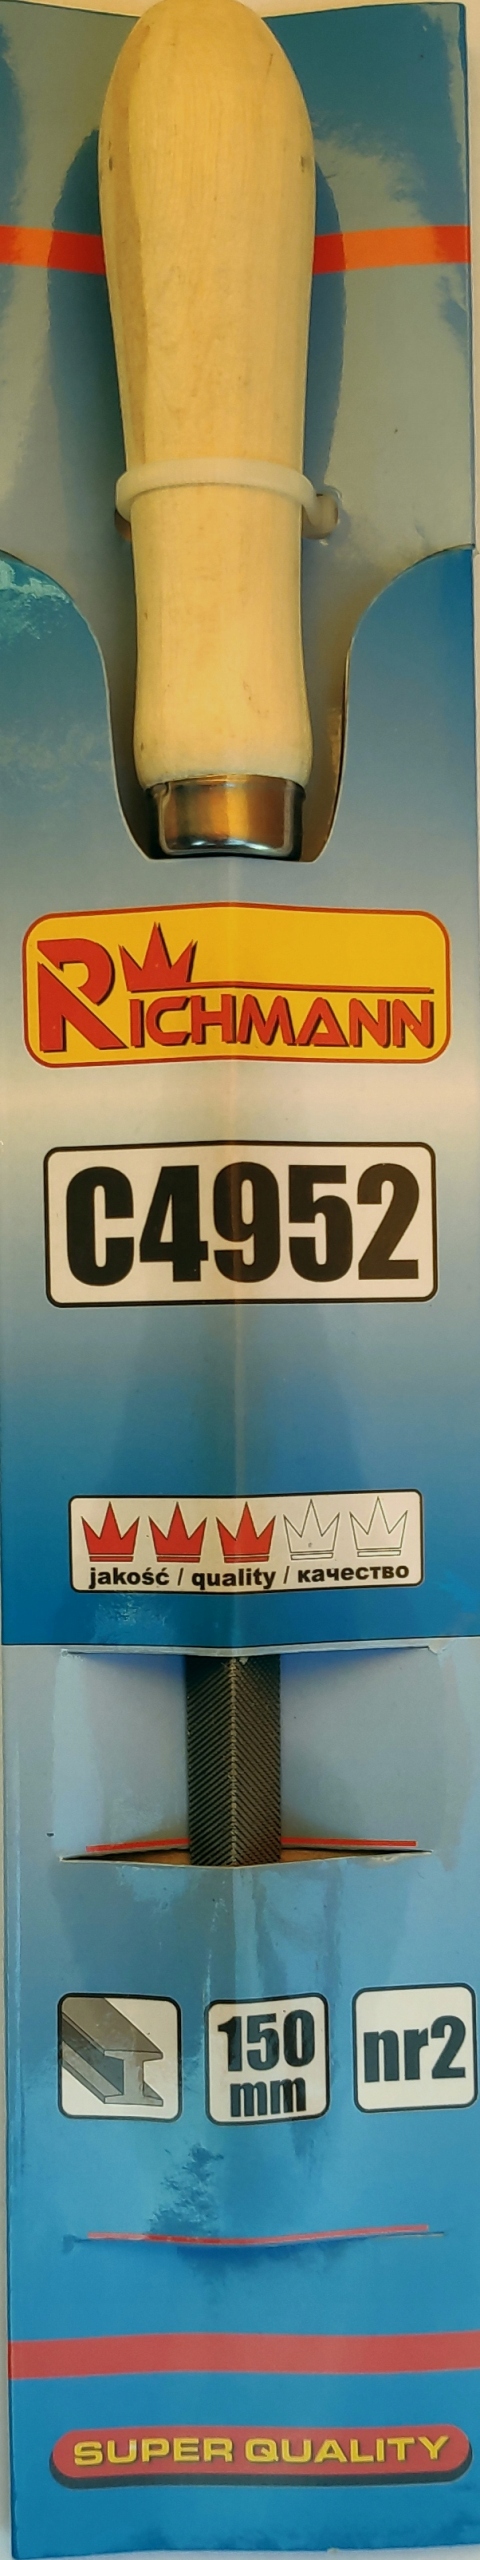 RICHMANN
C4952
jakość / quality / качество
150
mm
nr2
SUPER QUALITY